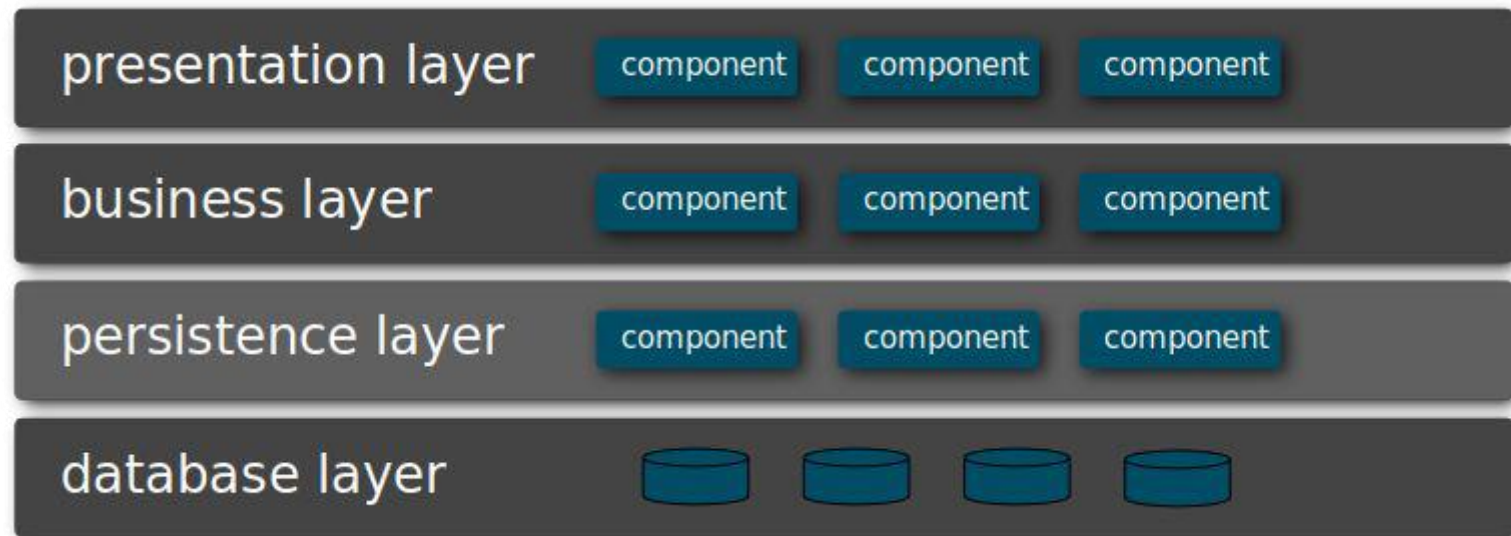 presentation layer component component component
business layer component component component
persistence layer component component component
database layer